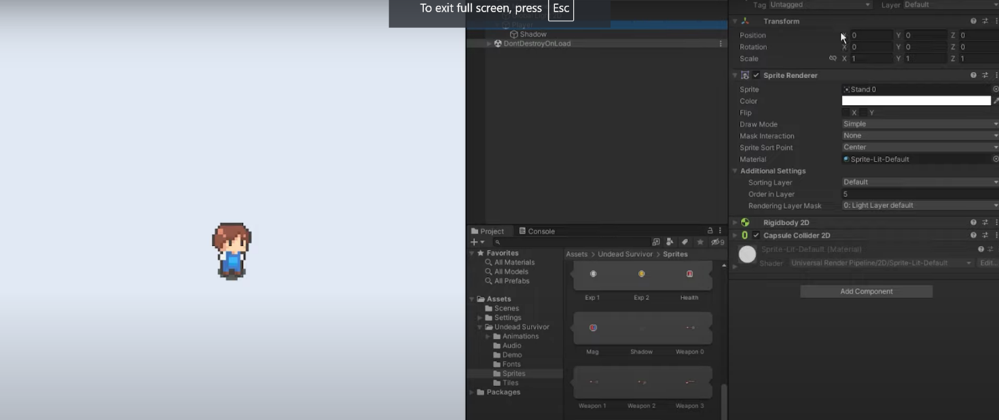 To exit full screen, press Esc
Tag Untagged Layer Default
Player
Shadow
DontDestroyOnLoad
Transform
Position X 0 Y 0 Z 0
Rotation X 0 Y 0 Z 0
Scale X 1 Y 1 Z 1
Sprite Renderer
Sprite Stand 0
Color
Flip X Y
Draw Mode Simple
Mask Interaction None
Sprite Sort Point Center
Material Sprite-Lit-Default
Additional Settings
Sorting Layer Default
Order in Layer 5
Rendering Layer Mask 0: Light Layer default
Rigidbody 2D
Capsule Collider 2D
Sprite-Lit-Default (Material)
Shader Universal Render Pipeline/2D/Sprite-Lit-Default Edit...
Add Component
Project Console
9
Favorites
All Materials
All Models
All Prefabs
Assets
Scenes
Settings
Undead Survivor
Animations
Audio
Demo
Fonts
Sprites
Tiles
Packages
Assets > Undead Survivor > Sprites
Exp 1 Exp 2 Health
Mag Shadow Weapon 0
Weapon 1 Weapon 2 Weapon 3